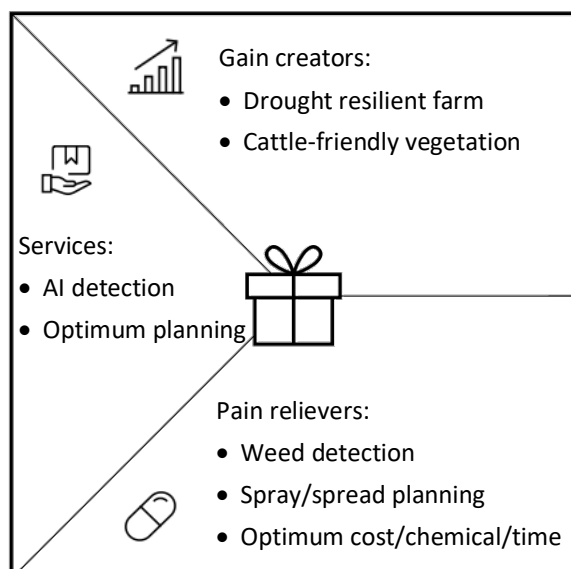 Gain creators:
• Drought resilient farm
• Cattle-friendly vegetation
Services:
• AI detection
• Optimum planning
Pain relievers:
• Weed detection
• Spray/spread planning
• Optimum cost/chemical/time